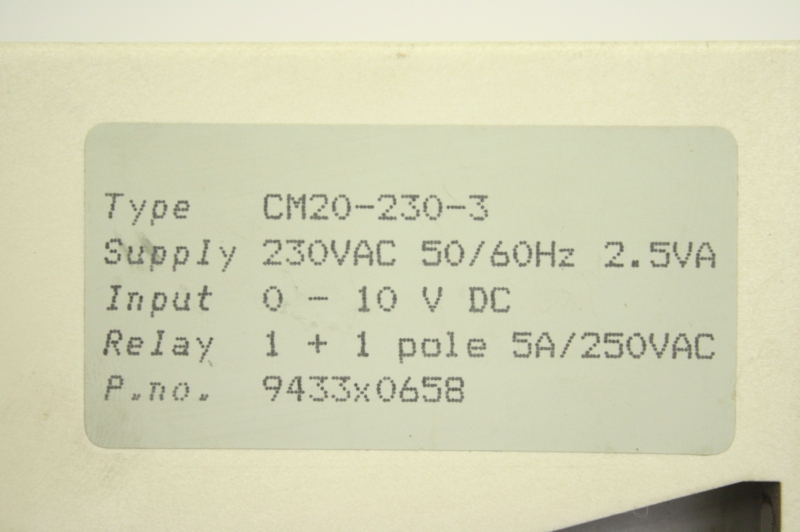 Type CM20-230-3
Supply 230VAC 50/60Hz 2.5VA
Input 0 - 10 V DC
Relay 1 + 1 pole 5A/250VAC
P.no. 9433x0658